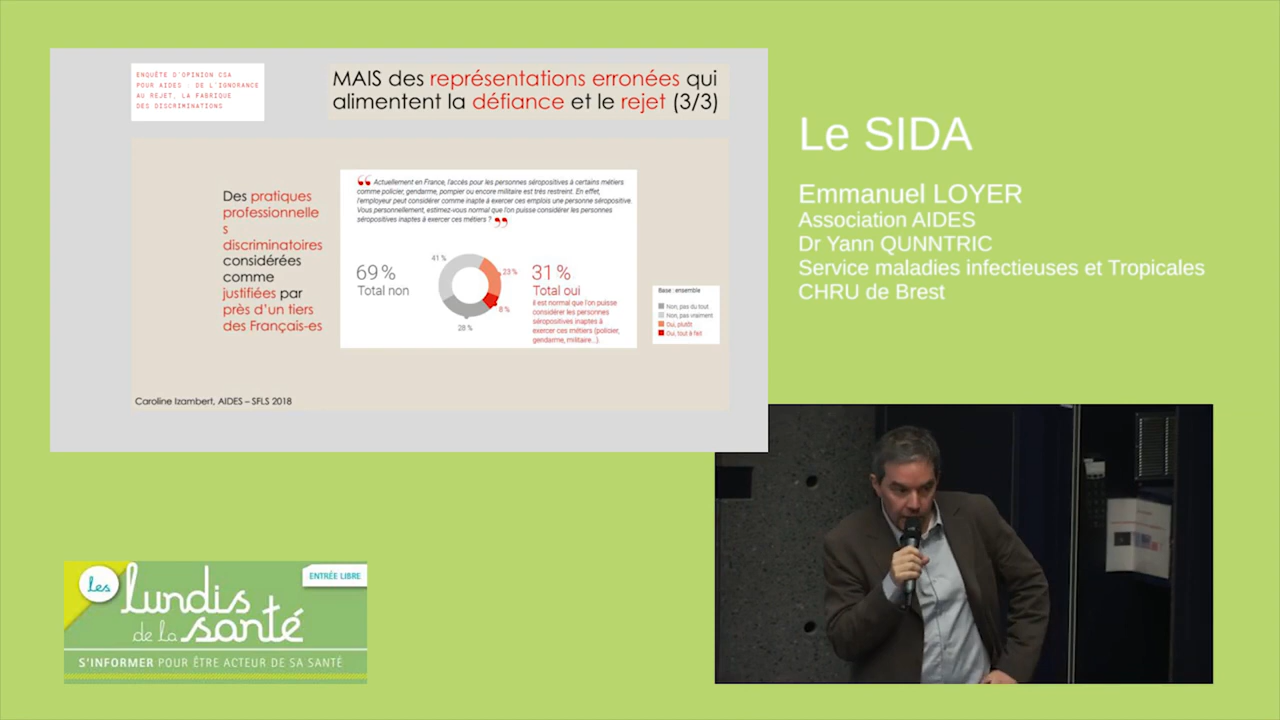 ENQUÊTE D'OPINION CSA
POUR AIDES : DE L'IGNORANCE
AU REJET, LA FABRIQUE
DES DISCRIMINATIONS
MAIS des représentations erronées qui
alimentent la défiance et le rejet (3/3)
Des pratiques
professionnelle
s
discriminatoires
considérées
comme
justifiées par
près d'un tiers
des Français-es
Actuellement en France, l'accès pour les personnes séropositives à certains métiers
comme policier, gendarme, pompier ou encore militaire est très restreint. En effet,
l'employeur peut considérer comme inapte à exercer ces emplois une personne séropositive.
Vous personnellement, estimez-vous normal que l'on puisse considérer les personnes
séropositives inaptes à exercer ces métiers ?
69 %
Total non
41 %
23 %
8 %
28 %
31 %
Total oui
il est normal que l'on puisse
considérer les personnes
séropositives inaptes à
exercer ces métiers (policier,
gendarme, militaire...).
Base : ensemble
Non, pas du tout
Non, pas vraiment
Oui, plutôt
Oui, tout à fait
Caroline Izambert, AIDES – SFLS 2018
Le SIDA
Emmanuel LOYER
Association AIDES
Dr Yann QUNNTRIC
Service maladies infectieuses et Tropicales
CHRU de Brest
les
lundis
de la santé
ENTRÉE LIBRE
S'INFORMER POUR ÊTRE ACTEUR DE SA SANTÉ